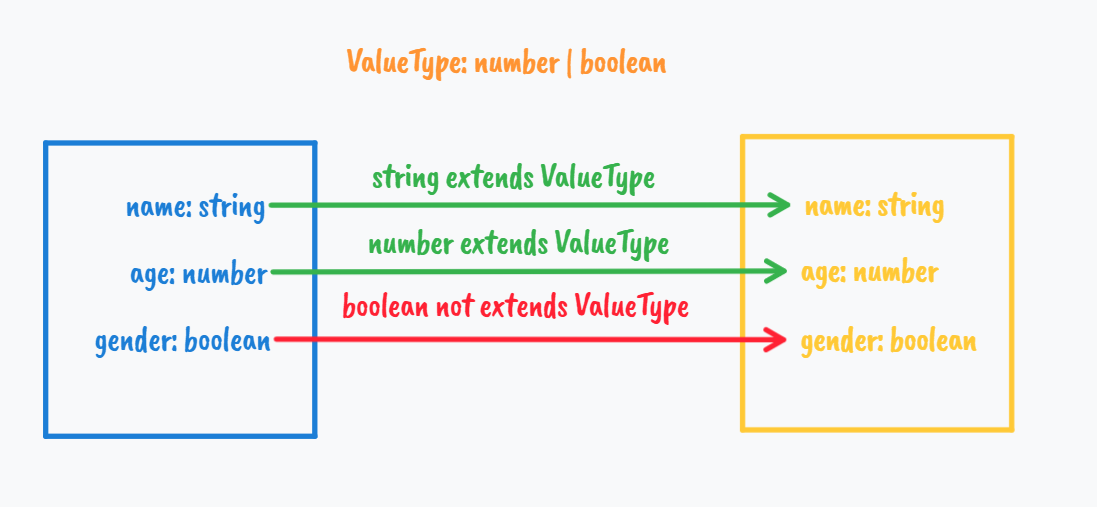 ValueType: number | boolean
name: string
string extends ValueType
name: string
age: number
number extends ValueType
age: number
gender: boolean
boolean not extends ValueType
gender: boolean